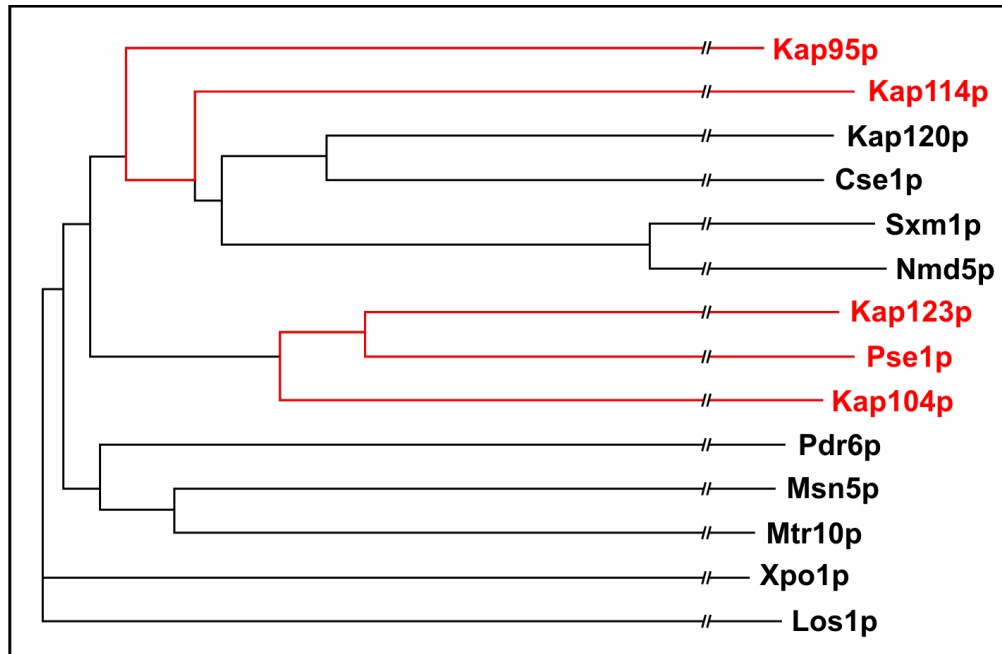 Kap95p
Kap114p
Kap120p
Cse1p
Sxm1p
Nmd5p
Kap123p
Pse1p
Kap104p
Pdr6p
Msn5p
Mtr10p
Xpo1p
Los1p